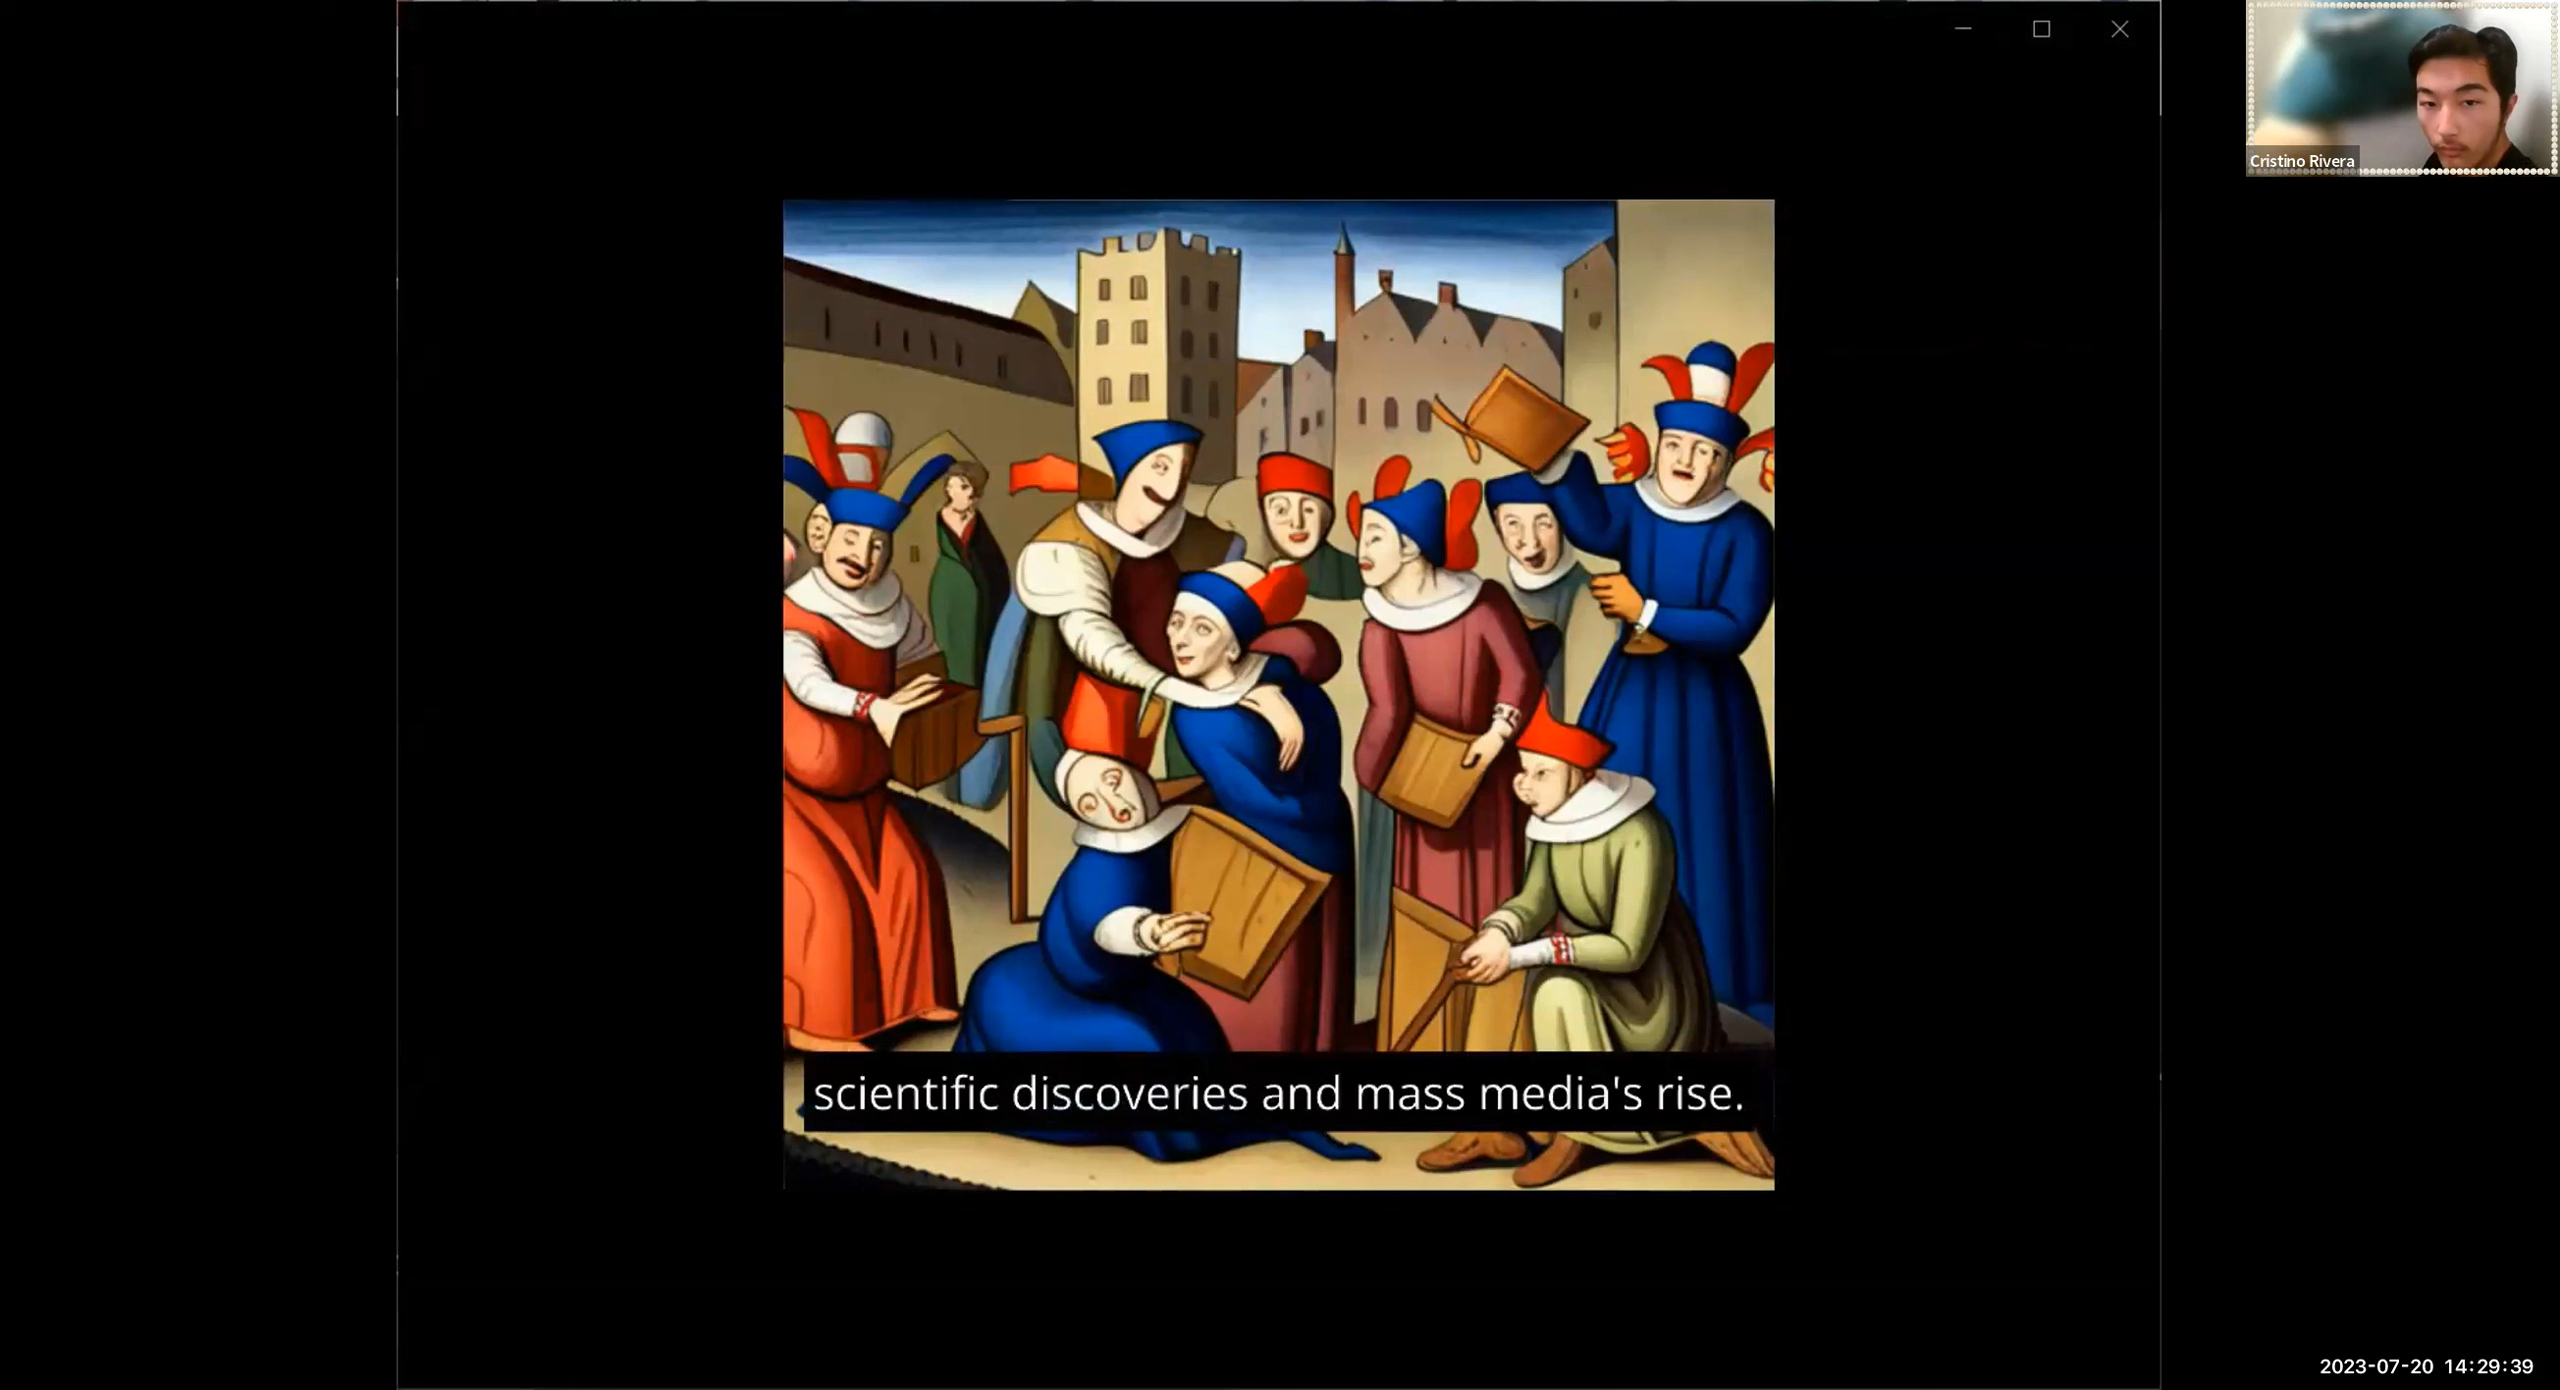 Cristino Rivera
scientific discoveries and mass media's rise.
2023-07-20 14:29:39